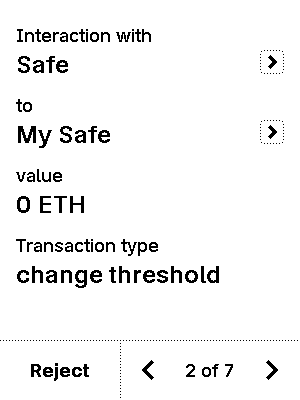 Interaction with
Safe
to
My Safe
value
0 ETH
Transaction type
change threshold
Reject
2 of 7